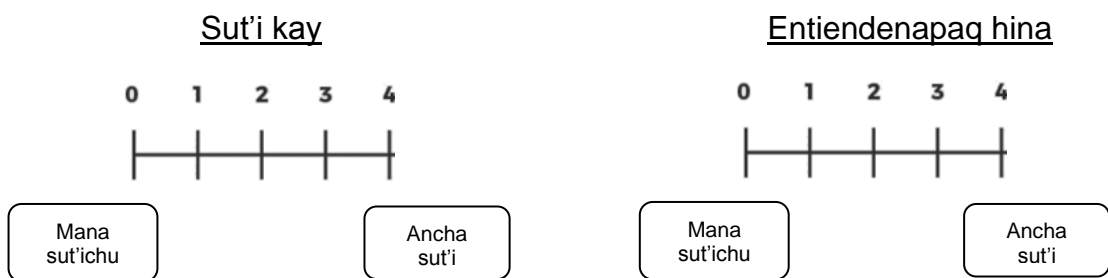 Sut'i kay
0 1 2 3 4
Mana
sut'ichu
Ancha
sut'i
Entiendenapaq hina
0 1 2 3 4
Mana
sut'ichu
Ancha
sut'i